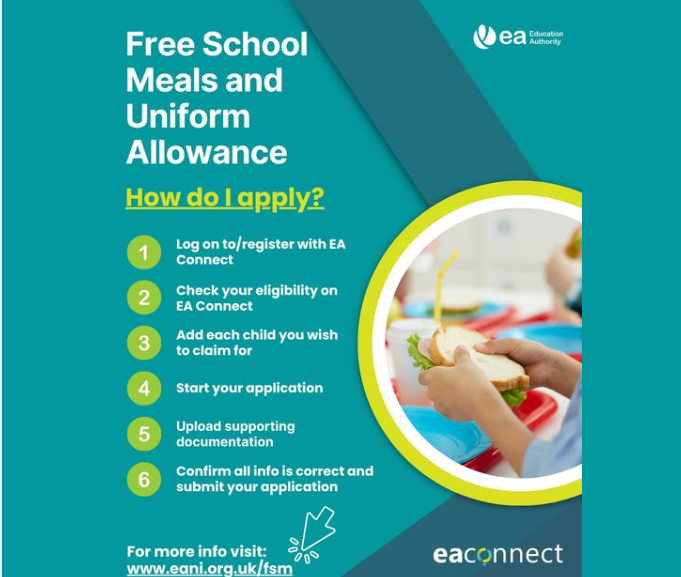 Free School
Meals and
Uniform
Allowance
ea Education
Authority
How do I apply?
1 Log on to/register with EA
Connect
2 Check your eligibility on
EA Connect
3 Add each child you wish
to claim for
4 Start your application
5 Upload supporting
documentation
6 Confirm all info is correct and
submit your application
For more info visit:
www.eani.org.uk/fsm
eaconnect